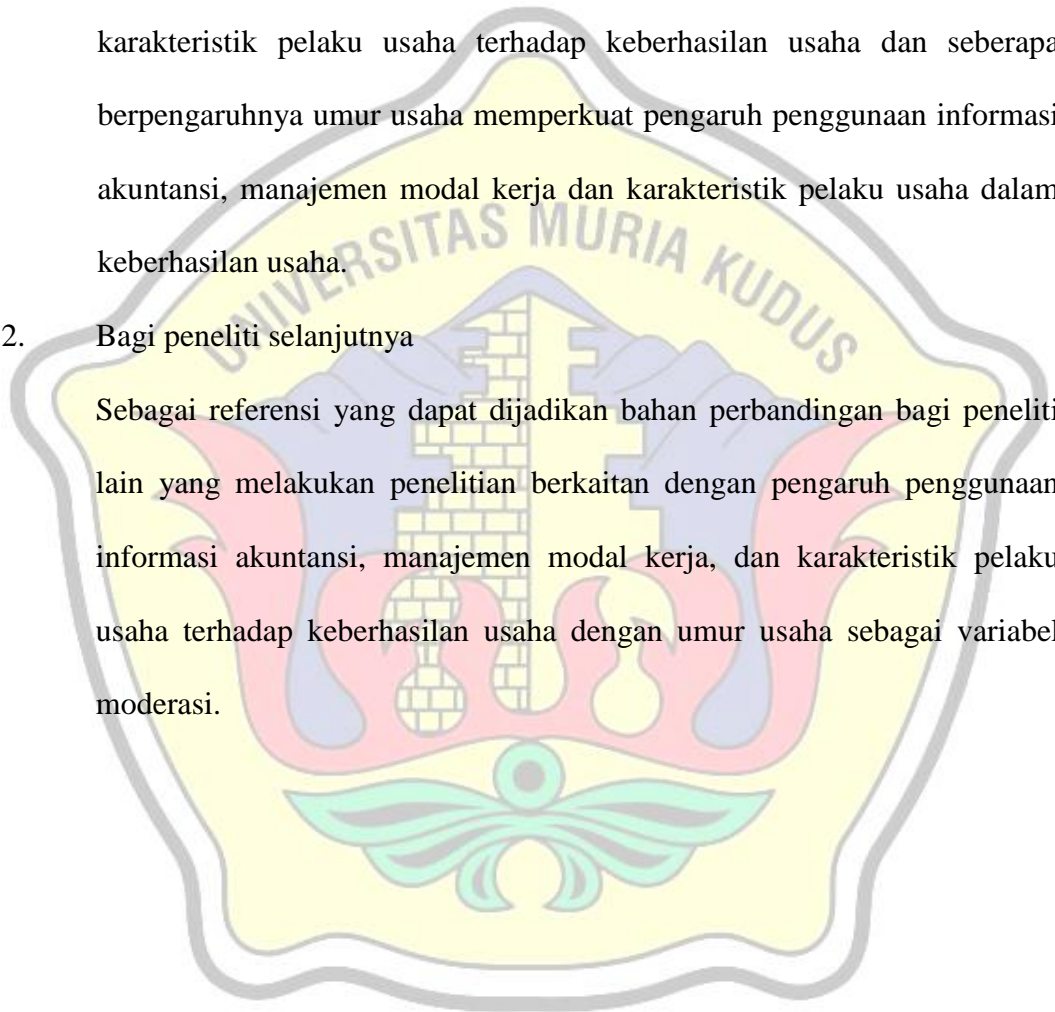 karakteristik pelaku usaha terhadap keberhasilan usaha dan seberapa
berpengaruhnya umur usaha memperkuat pengaruh penggunaan informasi
akuntansi, manajemen modal kerja dan karakteristik pelaku usaha dalam
keberhasilan usaha.
UNIVERSITAS MURIA KUDUS
2. Bagi peneliti selanjutnya
Sebagai referensi yang dapat dijadikan bahan perbandingan bagi peneliti
lain yang melakukan penelitian berkaitan dengan pengaruh penggunaan
informasi akuntansi, manajemen modal kerja, dan karakteristik pelaku
usaha terhadap keberhasilan usaha dengan umur usaha sebagai variabel
moderasi.